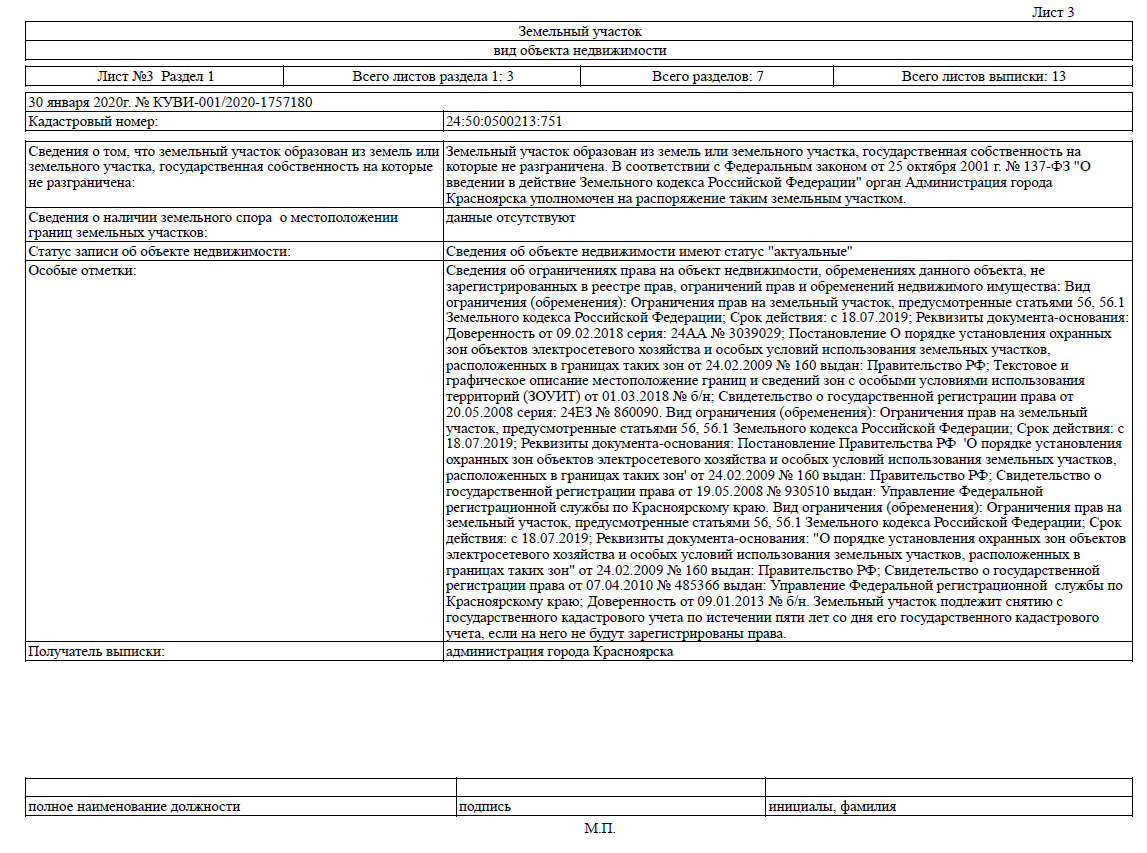 Лист 3
Земельный участок
вид объекта недвижимости
Лист №3 Раздел 1
Всего листов раздела 1: 3
Всего разделов: 7
Всего листов выписки: 13
30 января 2020г. № КУВИ-001/2020-1757180
Кадастровый номер:
24:50:0500213:751
Сведения о том, что земельный участок образован из земель или
земельного участка, государственная собственность на которые
не разграничена:
Земельный участок образован из земель или земельного участка, государственная собственность на
которые не разграничена. В соответствии с Федеральным законом от 25 октября 2001 г. № 137-ФЗ "О
введении в действие Земельного кодекса Российской Федерации" орган Администрация города
Красноярска уполномочен на распоряжение таким земельным участком.
Сведения о наличии земельного спора о местоположении
границ земельных участков:
данные отсутствуют
Статус записи об объекте недвижимости:
Сведения об объекте недвижимости имеют статус "актуальные"
Особые отметки:
Сведения об ограничениях права на объект недвижимости, обременениях данного объекта, не
зарегистрированных в реестре прав, ограничений прав и обременений недвижимого имущества: Вид
ограничения (обременения): Ограничения прав на земельный участок, предусмотренные статьями 56, 56.1
Земельного кодекса Российской Федерации; Срок действия: с 18.07.2019; Реквизиты документа-основания:
Доверенность от 09.02.2018 серия: 24АА № 3039029; Постановление О порядке установления охранных
зон объектов электросетевого хозяйства и особых условий использования земельных участков,
расположенных в границах таких зон от 24.02.2009 № 160 выдан: Правительство РФ; Текстовое и
графическое описание местоположение границ и сведений зон с особыми условиями использования
территорий (ЗОУИТ) от 01.03.2018 № б/н; Свидетельство о государственной регистрации права от
20.05.2008 серия: 24ЕЗ № 860090. Вид ограничения (обременения): Ограничения прав на земельный
участок, предусмотренные статьями 56, 56.1 Земельного кодекса Российской Федерации; Срок действия: с
18.07.2019; Реквизиты документа-основания: Постановление Правительства РФ 'О порядке установления
охранных зон объектов электросетевого хозяйства и особых условий использования земельных участков,
расположенных в границах таких зон' от 24.02.2009 № 160 выдан: Правительство РФ; Свидетельство о
государственной регистрации права от 19.05.2008 № 930510 выдан: Управление Федеральной
регистрационной службы по Красноярскому краю. Вид ограничения (обременения): Ограничения прав на
земельный участок, предусмотренные статьями 56, 56.1 Земельного кодекса Российской Федерации; Срок
действия: с 18.07.2019; Реквизиты документа-основания: "О порядке установления охранных зон объектов
электросетевого хозяйства и особых условий использования земельных участков, расположенных в
границах таких зон" от 24.02.2009 № 160 выдан: Правительство РФ; Свидетельство о государственной
регистрации права от 07.04.2010 № 485366 выдан: Управление Федеральной регистрационной службы по
Красноярскому краю; Доверенность от 09.01.2013 № б/н. Земельный участок подлежит снятию с
государственного кадастрового учета по истечении пяти лет со дня его государственного кадастрового
учета, если на него не будут зарегистрированы права.
Получатель выписки:
администрация города Красноярска
полное наименование должности
подпись
инициалы, фамилия
М.П.